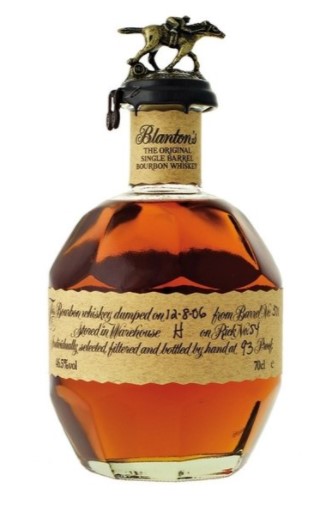 Blanton's
THE ORIGINAL
SINGLE BARREL
BOURBON WHISKEY
This Bourbon whiskey dumped on 12-8-06 from Barrel No.
Stored in Warehouse H on Rick No. 54
Individually selected, filtered and bottled by hand at 93 Proof
46.5%vol 70cl e